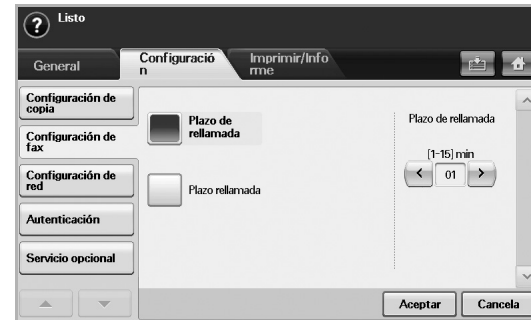 Listo
General
Configuració
n
Imprimir/Info
rme
Configuración de
copia
Configuración de
fax
Configuración de
red
Autenticación
Servicio opcional
Plazo de
rellamada
Plazo rellamada
Plazo de rellamada
[1-15] min
01
Aceptar
Cancela